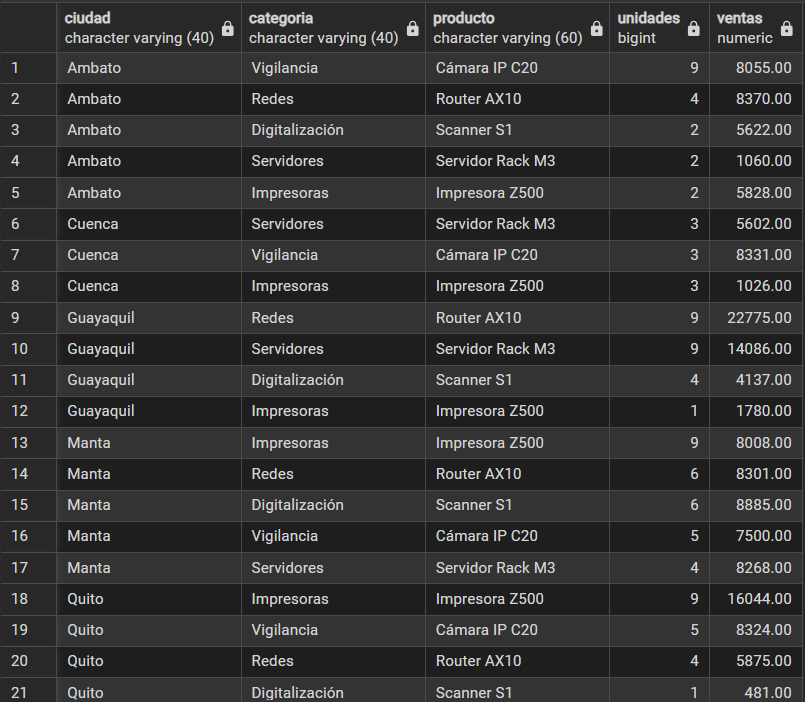 ciudad categoria producto unidades ventas
character varying (40) character varying (40) character varying (60) bigint numeric
1 Ambato Vigilancia Cámara IP C20 9 8055.00
2 Ambato Redes Router AX10 4 8370.00
3 Ambato Digitalización Scanner S1 2 5622.00
4 Ambato Servidores Servidor Rack M3 2 1060.00
5 Ambato Impresoras Impresora Z500 2 5828.00
6 Cuenca Servidores Servidor Rack M3 3 5602.00
7 Cuenca Vigilancia Cámara IP C20 3 8331.00
8 Cuenca Impresoras Impresora Z500 3 1026.00
9 Guayaquil Redes Router AX10 9 22775.00
10 Guayaquil Servidores Servidor Rack M3 9 14086.00
11 Guayaquil Digitalización Scanner S1 4 4137.00
12 Guayaquil Impresoras Impresora Z500 1 1780.00
13 Manta Impresoras Impresora Z500 9 8008.00
14 Manta Redes Router AX10 6 8301.00
15 Manta Digitalización Scanner S1 6 8885.00
16 Manta Vigilancia Cámara IP C20 5 7500.00
17 Manta Servidores Servidor Rack M3 4 8268.00
18 Quito Impresoras Impresora Z500 9 16044.00
19 Quito Vigilancia Cámara IP C20 5 8324.00
20 Quito Redes Router AX10 4 5875.00
21 Quito Digitalización Scanner S1 1 481.00